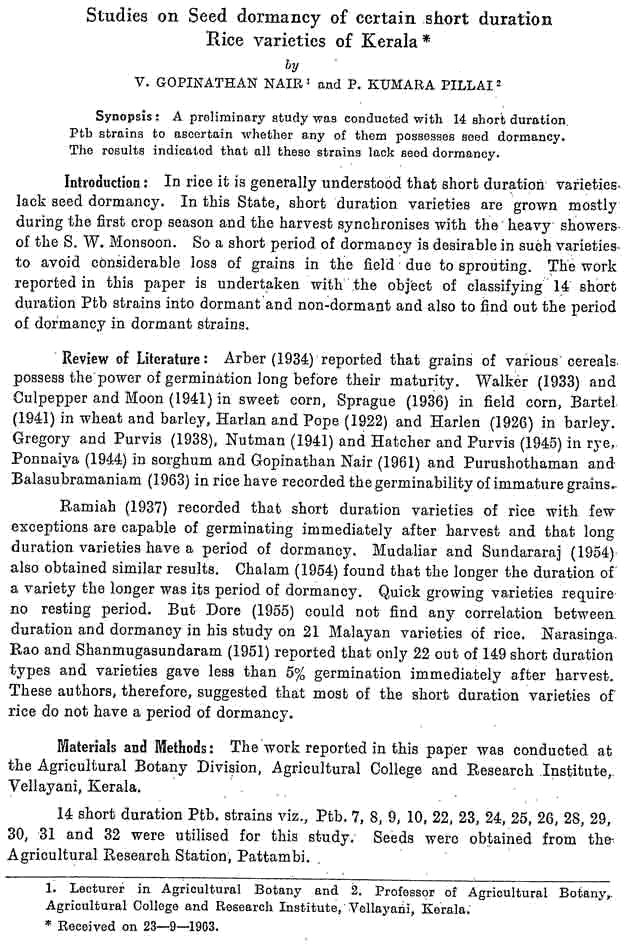 Studies on Seed dormancy of certain short duration
Rice varieties of Kerala *
by
V. GOPINATHAN NAIR ¹ and P. KUMARA PILLAI ²
Synopsis : A preliminary study was conducted with 14 short duration
Ptb strains to ascertain whether any of them possesses seed dormancy.
The results indicated that all these strains lack seed dormancy.
Introduction : In rice it is generally understood that short duration varieties
lack seed dormancy. In this State, short duration varieties are grown mostly
during the first crop season and the harvest synchronises with the heavy showers
of the S. W. Monsoon. So a short period of dormancy is desirable in such varieties
to avoid considerable loss of grains in the field due to sprouting. The work
reported in this paper is undertaken with the object of classifying 14 short
duration Ptb strains into dormant and non-dormant and also to find out the period
of dormancy in dormant strains.
Review of Literature : Arber (1934) reported that grains of various cereals
possess the power of germination long before their maturity. Walker (1933) and
Culpepper and Moon (1941) in sweet corn, Sprague (1936) in field corn, Bartel
(1941) in wheat and barley, Harlan and Pope (1922) and Harlen (1926) in barley.
Gregory and Purvis (1938), Nutman (1941) and Hatcher and Purvis (1945) in rye,
Ponnaiya (1944) in sorghum and Gopinathan Nair (1961) and Purushothaman and
Balasubramaniam (1963) in rice have recorded the germinability of immature grains.
Ramiah (1937) recorded that short duration varieties of rice with few
exceptions are capable of germinating immediately after harvest and that long
duration varieties have a period of dormancy. Mudaliar and Sundararaj (1954)
also obtained similar results. Chalam (1954) found that the longer the duration of
a variety the longer was its period of dormancy. Quick growing varieties require
no resting period. But Dore (1955) could not find any correlation between
duration and dormancy in his study on 21 Malayan varieties of rice. Narasinga
Rao and Shanmugasundaram (1951) reported that only 22 out of 149 short duration
types and varieties gave less than 5% germination immediately after harvest.
These authors, therefore, suggested that most of the short duration varieties of
rice do not have a period of dormancy.
Materials and Methods : The work reported in this paper was conducted at
the Agricultural Botany Division, Agricultural College and Research Institute,
Vellayani, Kerala.
14 short duration Ptb. strains viz., Ptb. 7, 8, 9, 10, 22, 23, 24, 25, 26, 28, 29,
30, 31 and 32 were utilised for this study. Seeds were obtained from the
Agricultural Research Station, Pattambi.
1. Lecturer in Agricultural Botany and 2. Professor of Agricultural Botany,
Agricultural College and Research Institute, Vellayani, Kerala.
* Received on 23—9—1963.